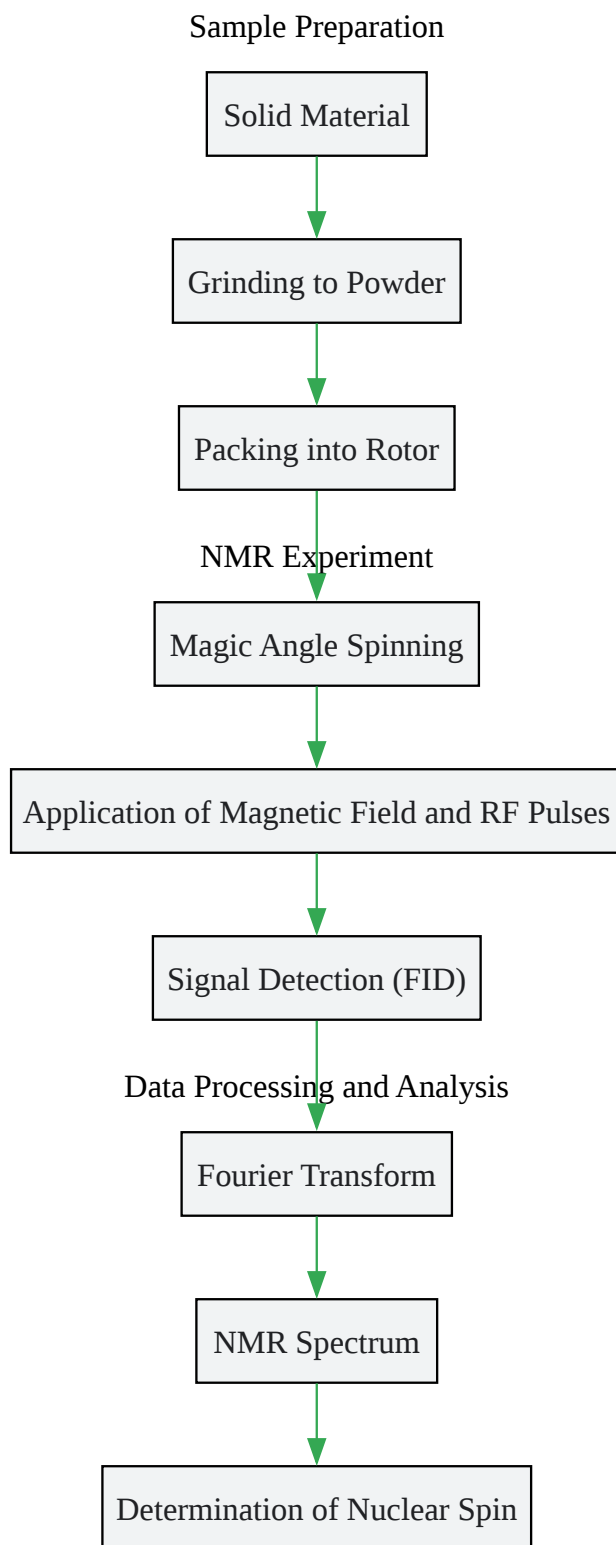 Sample Preparation
Solid Material
Grinding to Powder
Packing into Rotor
NMR Experiment
Magic Angle Spinning
Application of Magnetic Field and RF Pulses
Signal Detection (FID)
Data Processing and Analysis
Fourier Transform
NMR Spectrum
Determination of Nuclear Spin